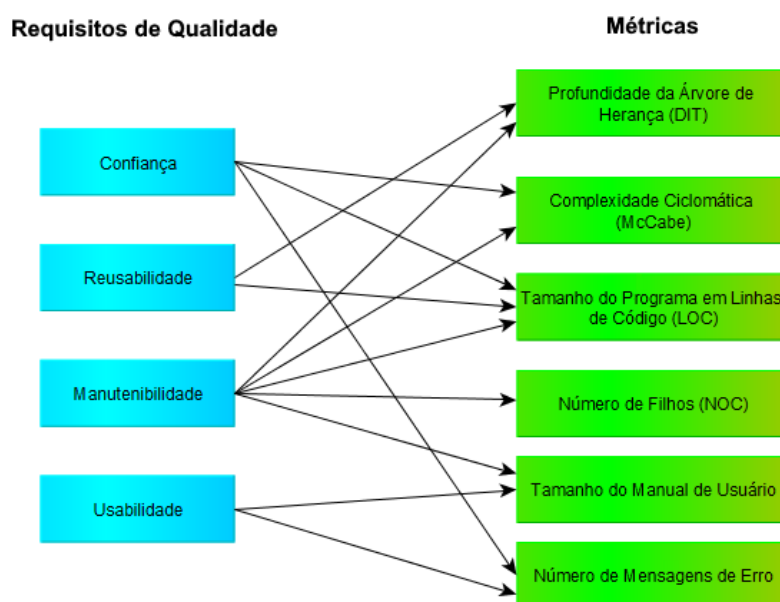 Requisitos de Qualidade
Métricas
Profundidade da Árvore de
Herança (DIT)
Confiança
Complexidade Ciclomática
(McCabe)
Reusabilidade
Tamanho do Programa em Linhas
de Código (LOC)
Manutenibilidade
Número de Filhos (NOC)
Tamanho do Manual de Usuário
Usabilidade
Número de Mensagens de Erro